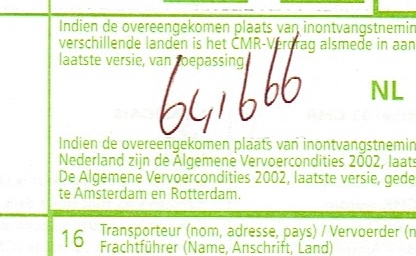 Indien de overeengekomen plaats van inontvangstnemin
verschillende landen is het CMR-Verdrag alsmede in aan
laatste versie, van toepassing.
641666
NL
Indien de overeengekomen plaats van inontvangstnemin
Nederland zijn de Algemene Vervoercondities 2002, laats
De Algemene Vervoercondities 2002, laatste versie, gede
te Amsterdam en Rotterdam.
16 Transporteur (nom, adresse, pays) / Vervoerder (n
Frachtführer (Name, Anschrift, Land)